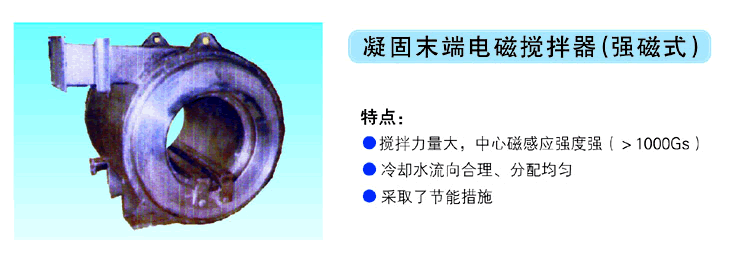 凝固末端电磁搅拌器(强磁式)
特点：
●搅拌力量大，中心磁感应强度强（＞1000Gs）
●冷却水流向合理、分配均匀
●采取了节能措施